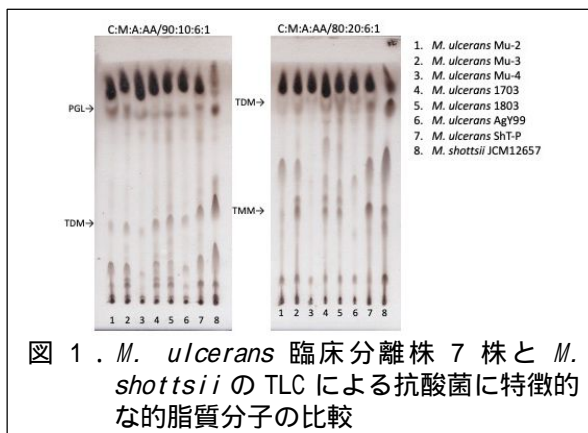 C:M:A:AA/90:10:6:1
PGL→
TDM→
1 2 3 4 5 6 7 8
C:M:A:AA/80:20:6:1
TDM→
TMM→
1 2 3 4 5 6 7 8
1. M. ulcerans Mu-2
2. M. ulcerans Mu-3
3. M. ulcerans Mu-4
4. M. ulcerans 1703
5. M. ulcerans 1803
6. M. ulcerans AgY99
7. M. ulcerans ShT-P
8. M. shottsii JCM12657
図 1．M. ulcerans 臨床分離株 7 株と M.
shottsii の TLC による抗酸菌に特徴的
な的脂質分子の比較